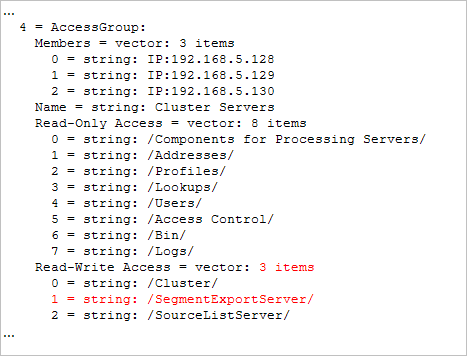 ...
4 = AccessGroup:
Members = vector: 3 items
0 = string: IP:192.168.5.128
1 = string: IP:192.168.5.129
2 = string: IP:192.168.5.130
Name = string: Cluster Servers
Read-Only Access = vector: 8 items
0 = string: /Components for Processing Servers/
1 = string: /Addresses/
2 = string: /Profiles/
3 = string: /Lookups/
4 = string: /Users/
5 = string: /Access Control/
6 = string: /Bin/
7 = string: /Logs/
Read-Write Access = vector: 3 items
0 = string: /Cluster/
1 = string: /SegmentExportServer/
2 = string: /SourceListServer/
...